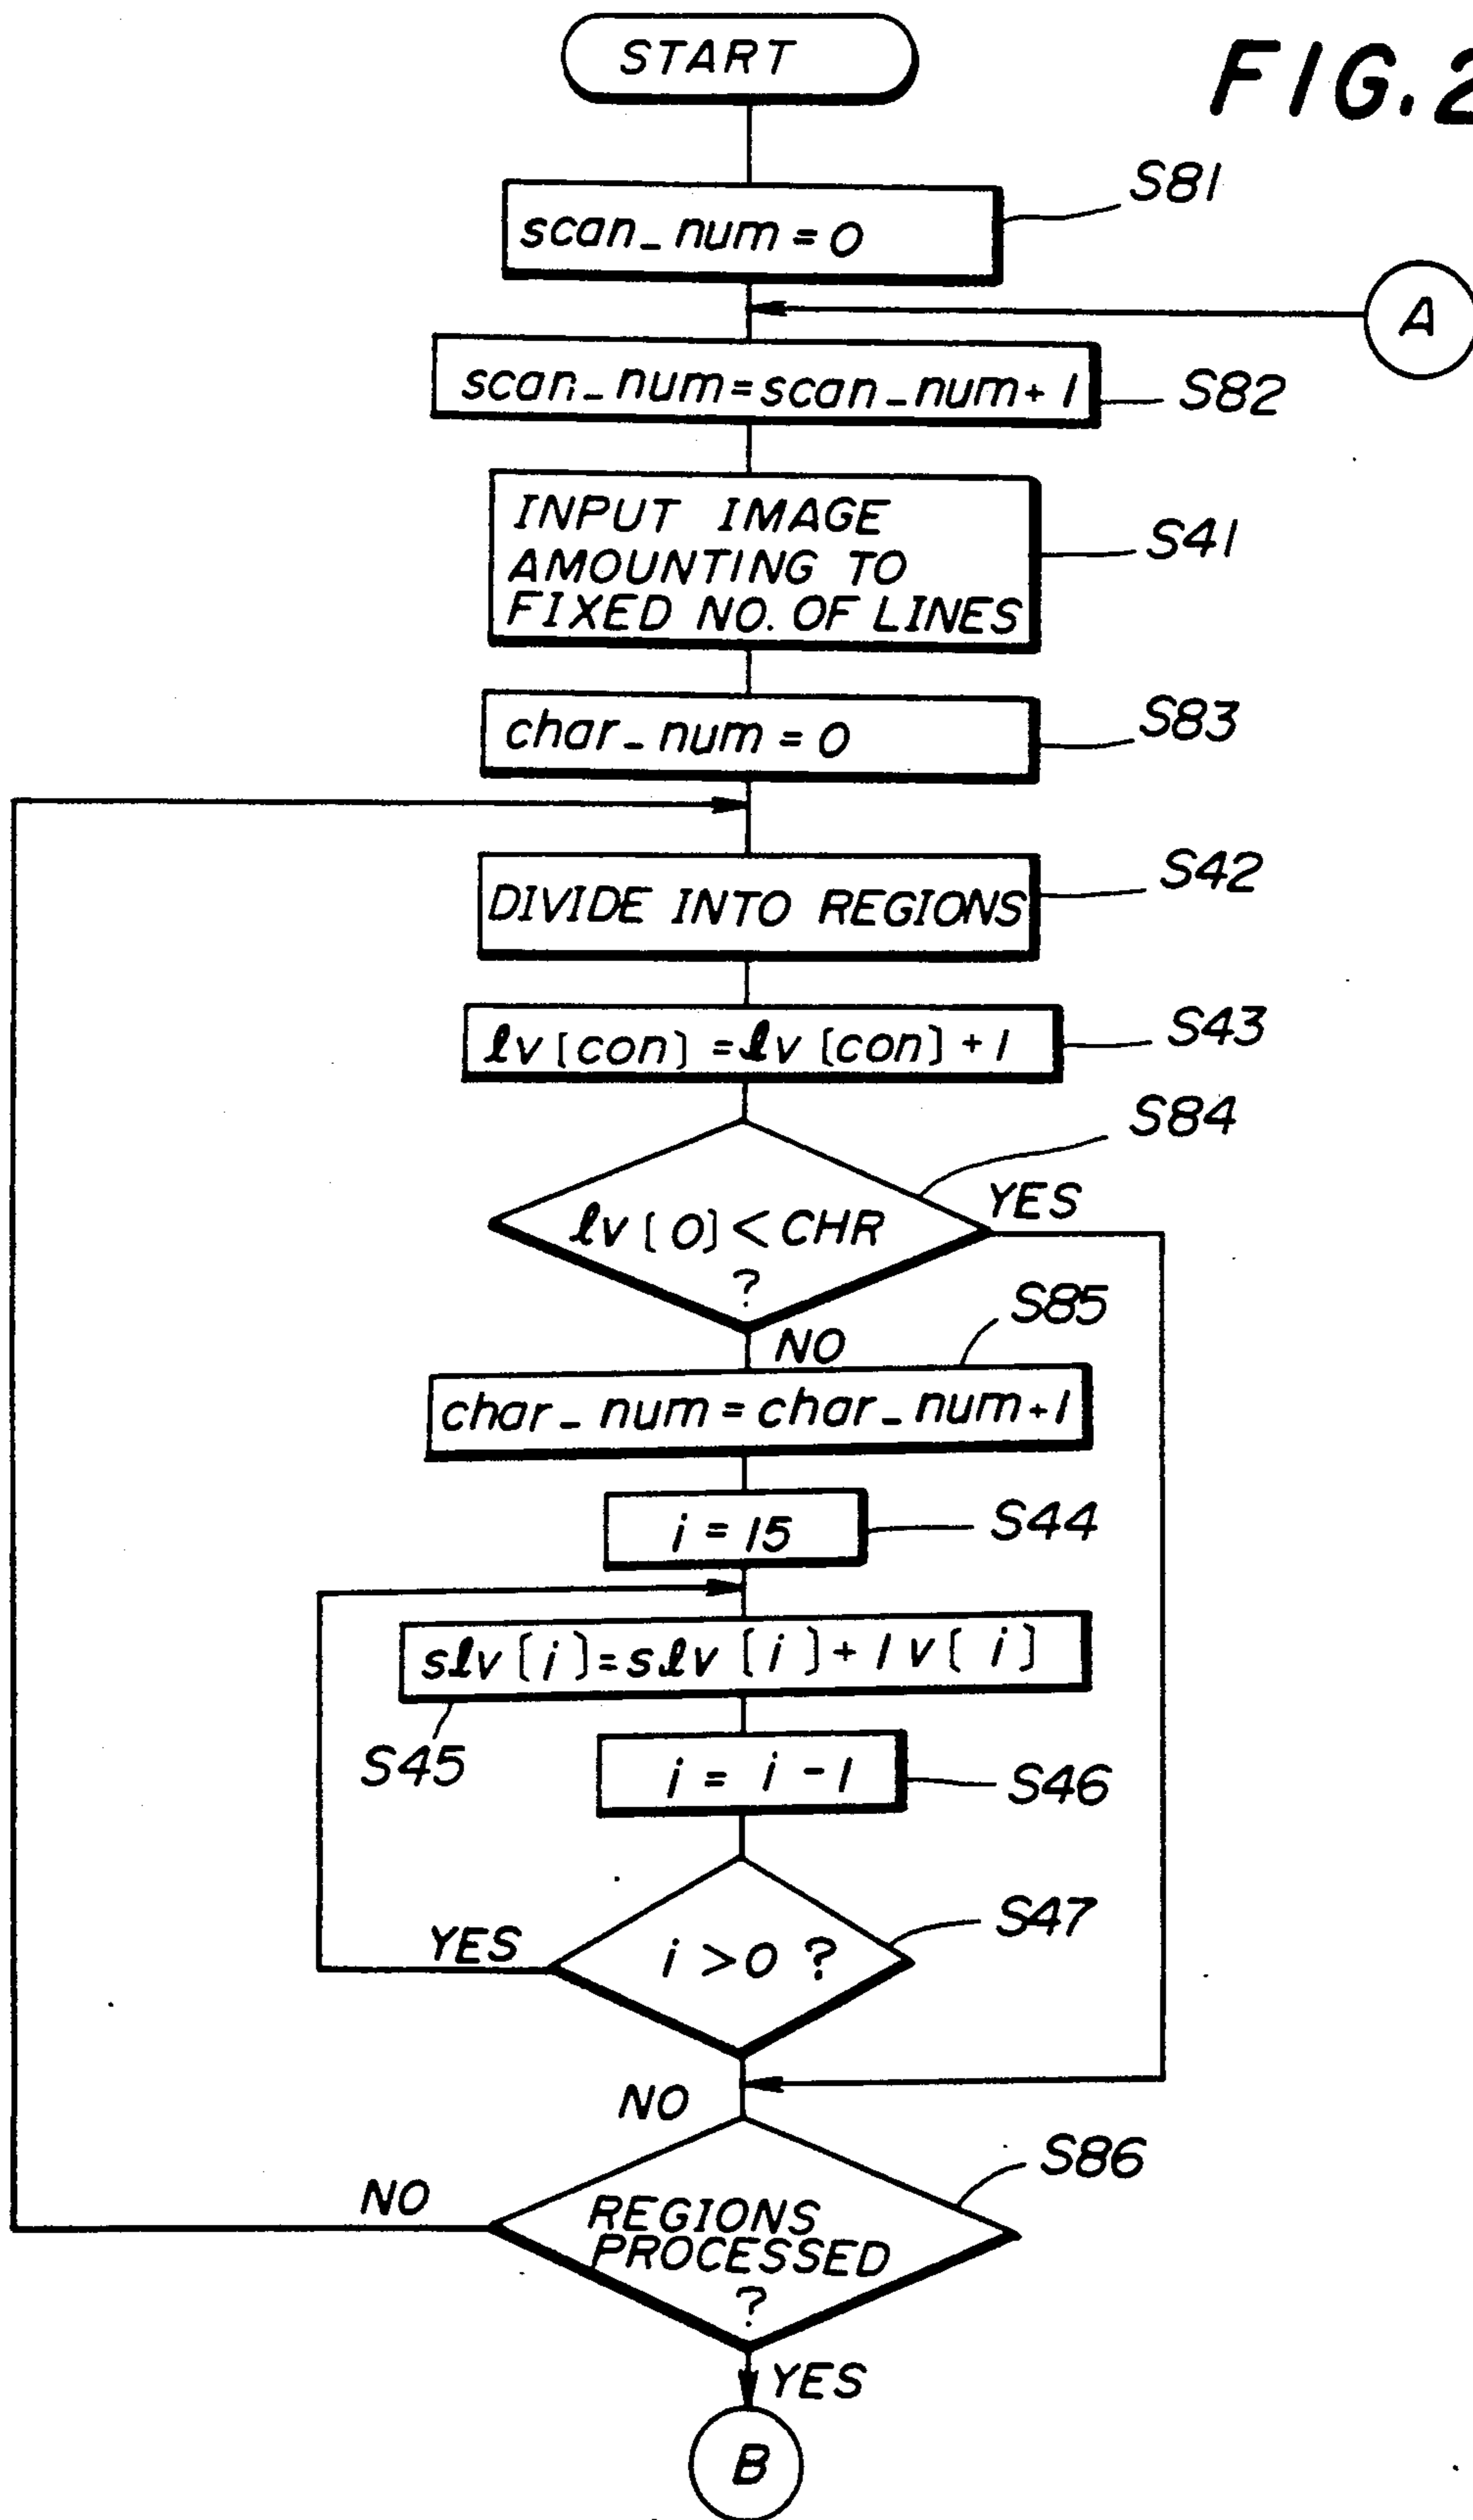 START
FIG.2
scan_num=0
S81
A
scan_num=scan_num+1
S82
INPUT IMAGE
AMOUNTING TO
FIXED NO. OF LINES
S41
char_num=0
S83
DIVIDE INTO REGIONS
S42
ℓv[con]=ℓv[con]+1
S43
S84
ℓv[0]<CHR
?
YES
S85
NO
char_num=char_num+1
i=15
S44
sℓv[i]=sℓv[i]+lv[i]
S45
i=i-1
S46
S47
YES
i>0?
NO
S86
NO
REGIONS
PROCESSED
?
YES
B